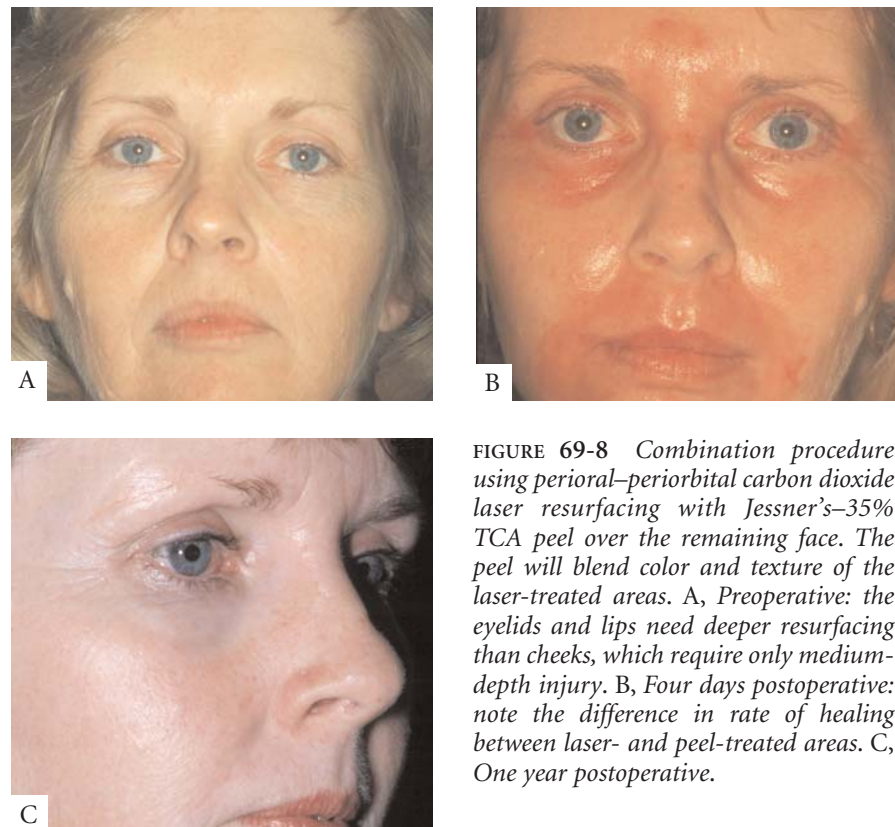 A
B
C
FIGURE 69-8 Combination procedure
using perioral–periorbital carbon dioxide
laser resurfacing with Jessner's–35%
TCA peel over the remaining face. The
peel will blend color and texture of the
laser-treated areas. A, Preoperative: the
eyelids and lips need deeper resurfacing
than cheeks, which require only medium-
depth injury. B, Four days postoperative:
note the difference in rate of healing
between laser- and peel-treated areas. C,
One year postoperative.